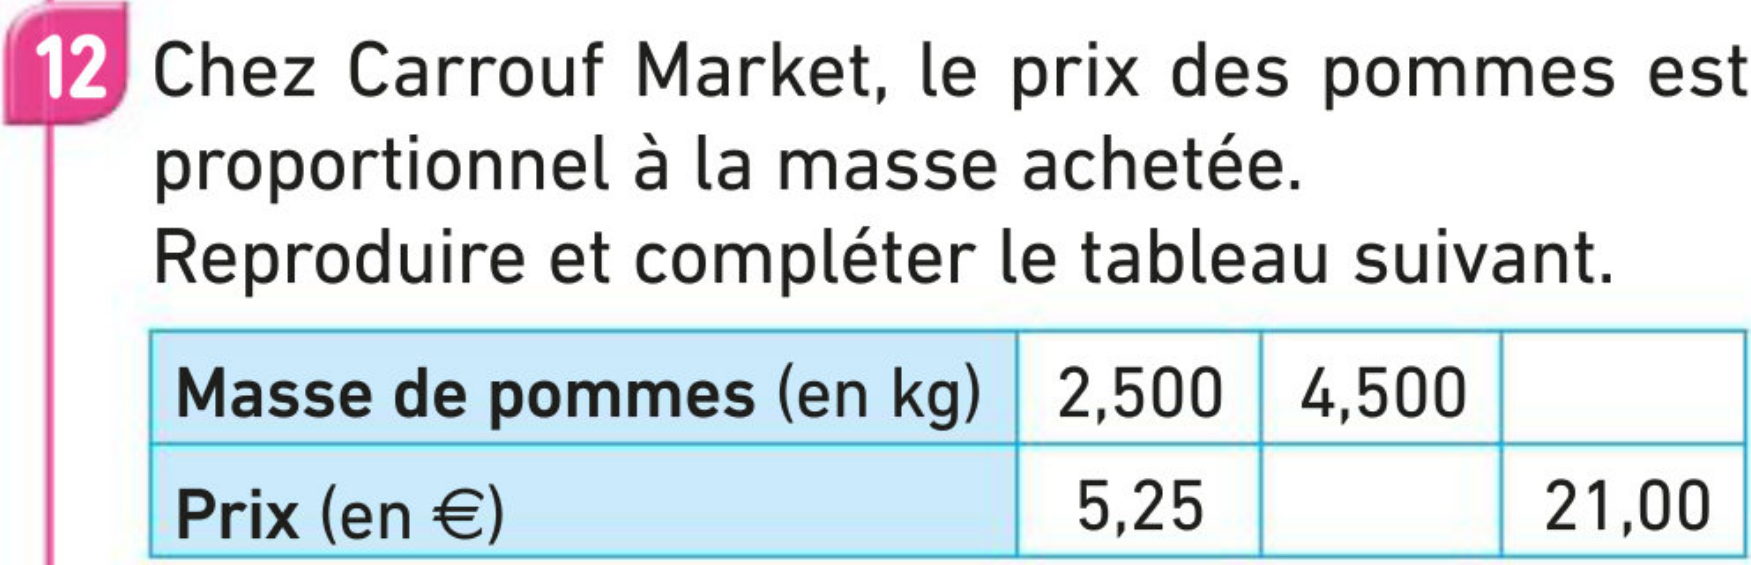 12 Chez Carrouf Market, le prix des pommes est
proportionnel à la masse achetée.
Reproduire et compléter le tableau suivant.
Masse de pommes (en kg) 2,500 4,500
Prix (en €) 5,25 21,00